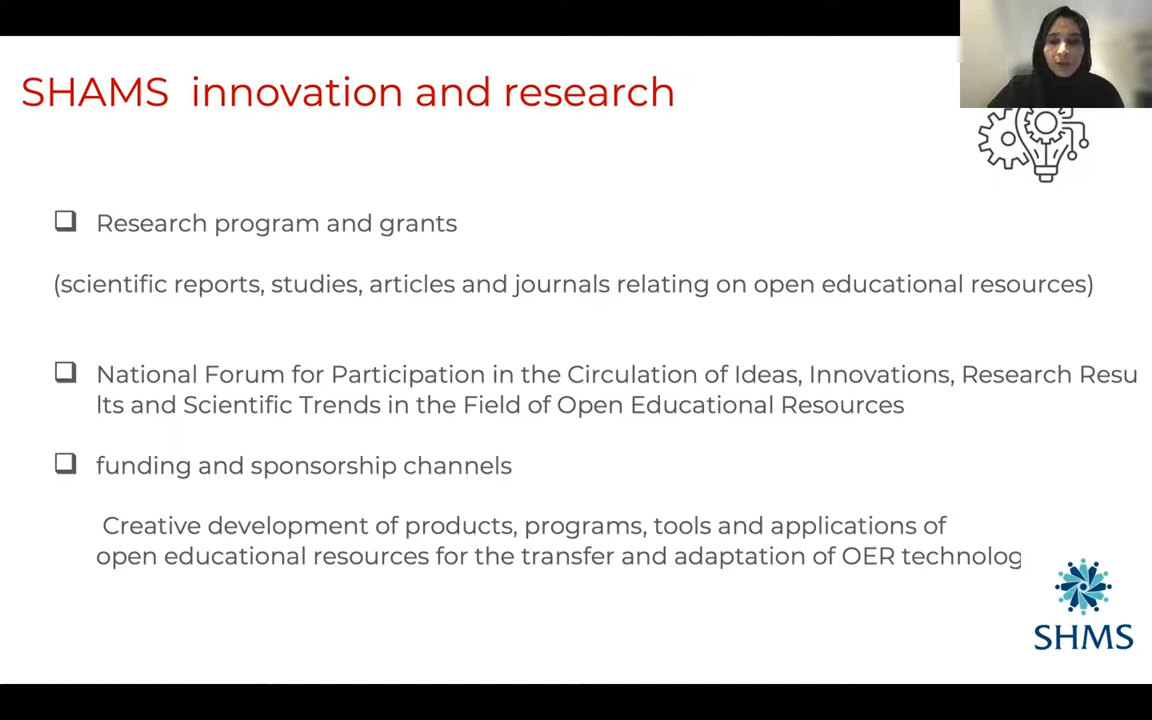 SHAMS innovation and research
Research program and grants
(scientific reports, studies, articles and journals relating on open educational resources)
National Forum for Participation in the Circulation of Ideas, Innovations, Research Resu
lts and Scientific Trends in the Field of Open Educational Resources
funding and sponsorship channels
Creative development of products, programs, tools and applications of
open educational resources for the transfer and adaptation of OER technolog
SHMS